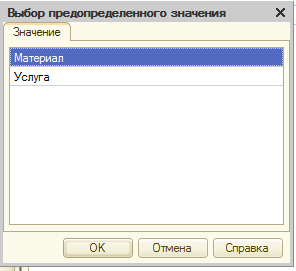 Выбор предопределенного значения
Значение
Материал
Услуга
OK
Отмена
Справка